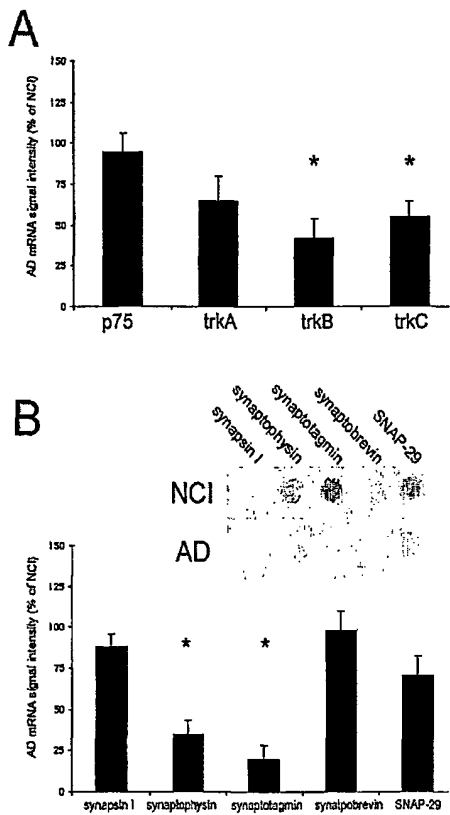 A
AD mRNA signal intensity (% of NCI)
150
125
100
75
50
25
0
* *
p75 trkA trkB trkC
B
synapsin I synaptophysin synaptotagmin synaptobrevin SNAP-29
NCI
AD
AD mRNA signal intensity (% of NCI)
150
125
100
75
50
25
0
* *
synapsin I synaptophysin synaptotagmin synatpobrevin SNAP-29